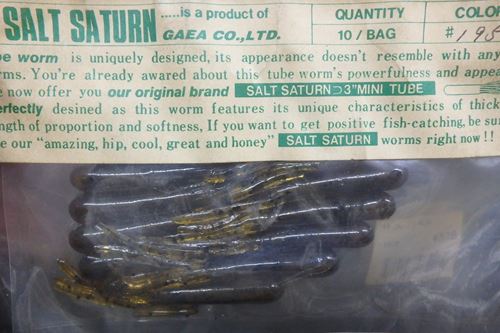 SALT SATURN .....is a product of GAEA CO.,LTD.
QUANTITY
10 / BAG
COLO
# 195
be worm is uniquely designed, its appearance doesn't resemble with any
rms. You're already awared about this tube worm's powerfulness and appea
e now offer you our original brand SALT SATURN⊃3"MINI TUBE
erfectly desined as this worm features its unique characteristics of thick
ngth of proportion and softness, If you want to get positive fish-catching, be su
e our "amazing, hip, cool, great and honey" SALT SATURN worms right now !!